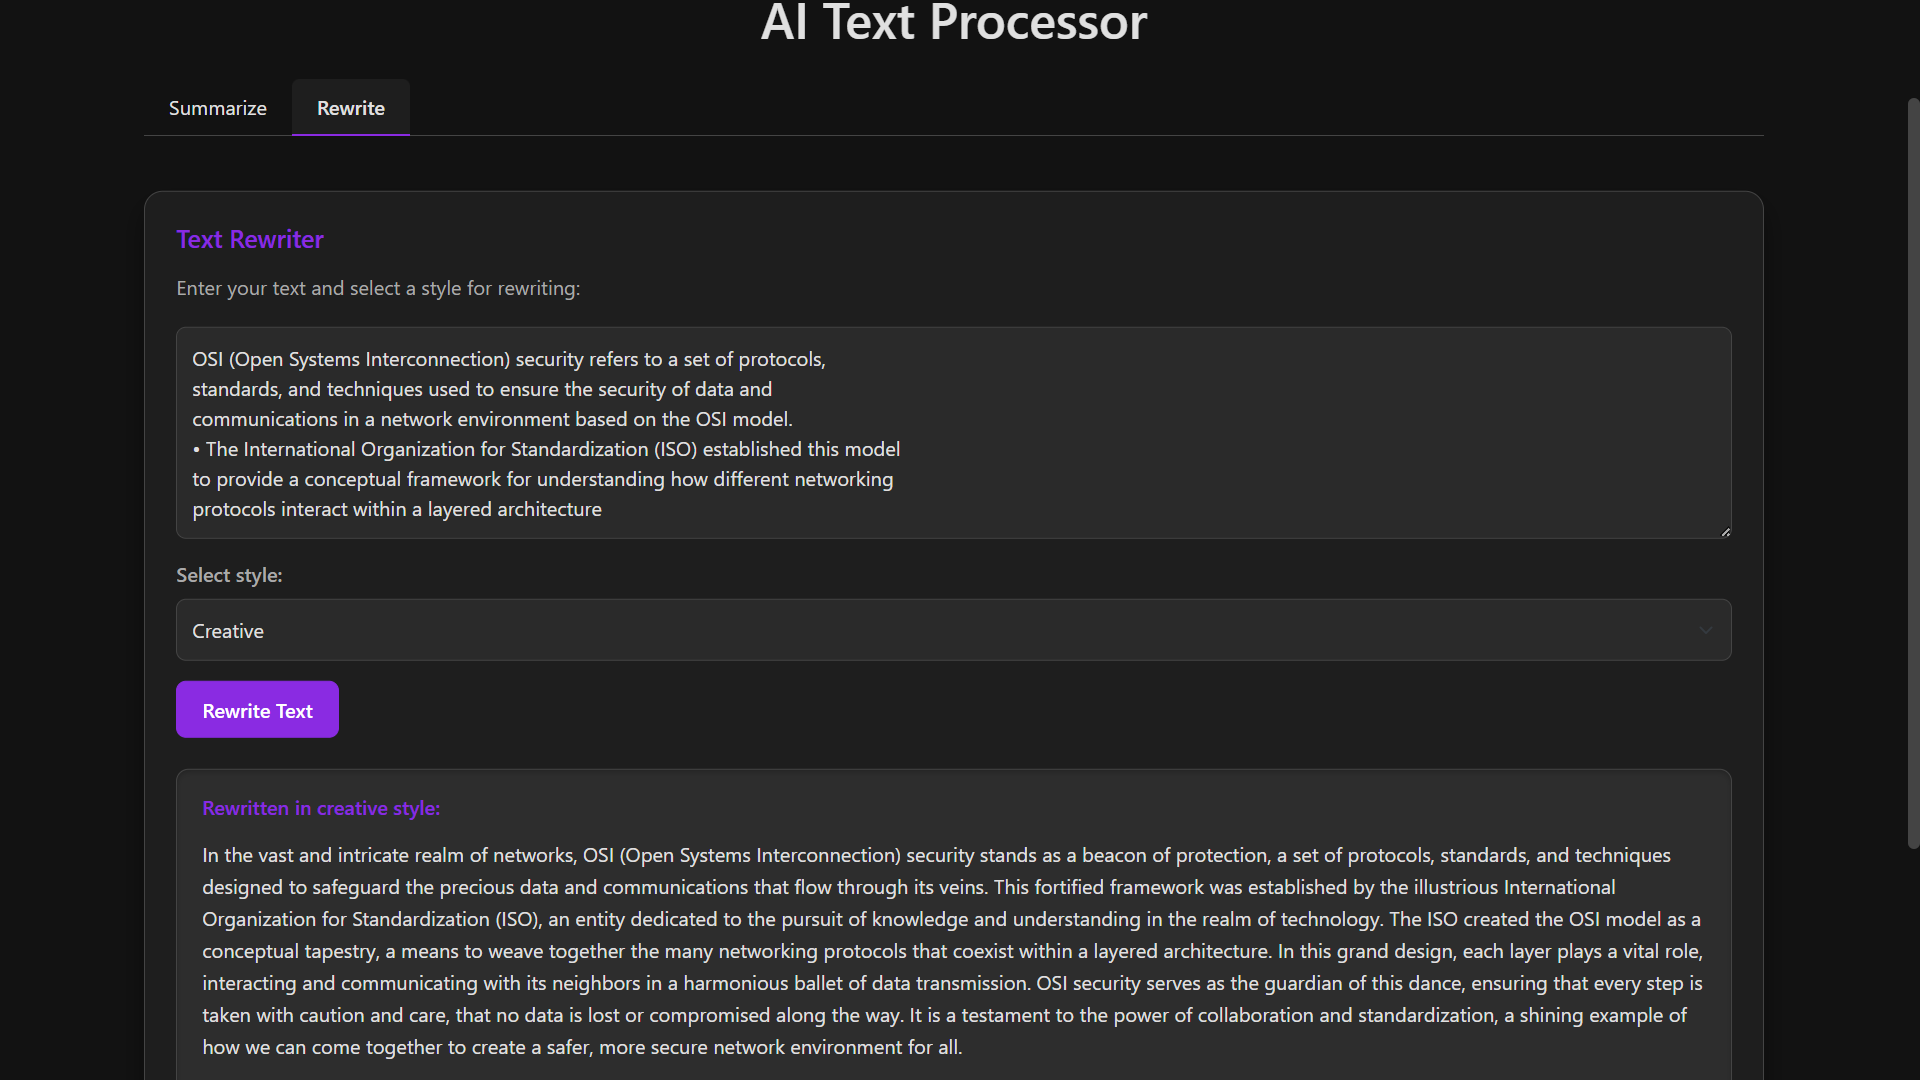 AI Text Processor
Summarize
Rewrite
Text Rewriter
Enter your text and select a style for rewriting:
OSI (Open Systems Interconnection) security refers to a set of protocols,
standards, and techniques used to ensure the security of data and
communications in a network environment based on the OSI model.
• The International Organization for Standardization (ISO) established this model
to provide a conceptual framework for understanding how different networking
protocols interact within a layered architecture
Select style:
Creative
Rewrite Text
Rewritten in creative style:
In the vast and intricate realm of networks, OSI (Open Systems Interconnection) security stands as a beacon of protection, a set of protocols, standards, and techniques
designed to safeguard the precious data and communications that flow through its veins. This fortified framework was established by the illustrious International
Organization for Standardization (ISO), an entity dedicated to the pursuit of knowledge and understanding in the realm of technology. The ISO created the OSI model as a
conceptual tapestry, a means to weave together the many networking protocols that coexist within a layered architecture. In this grand design, each layer plays a vital role,
interacting and communicating with its neighbors in a harmonious ballet of data transmission. OSI security serves as the guardian of this dance, ensuring that every step is
taken with caution and care, that no data is lost or compromised along the way. It is a testament to the power of collaboration and standardization, a shining example of
how we can come together to create a safer, more secure network environment for all.